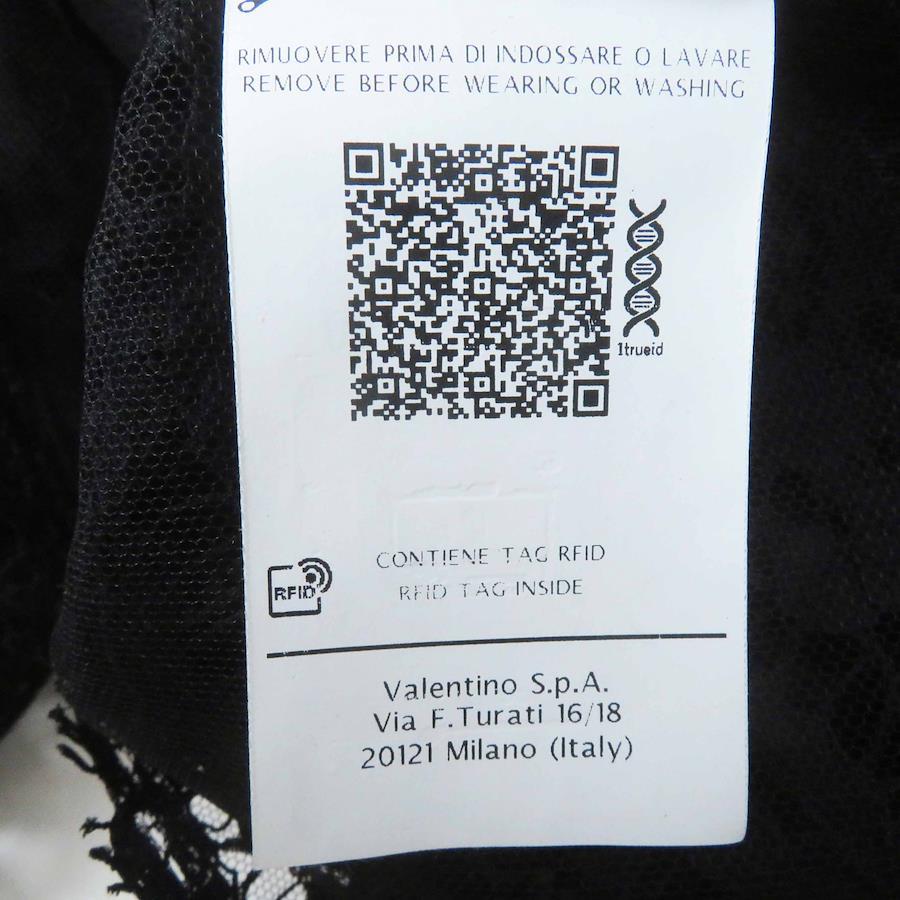 RIMUOVERE PRIMA DI INDOSSARE O LAVARE
REMOVE BEFORE WEARING OR WASHING
1trueid
CONTIENE TAG RFID
RFID TAG INSIDE
RFID
Valentino S.p.A.
Via F.Turati 16/18
20121 Milano (Italy)